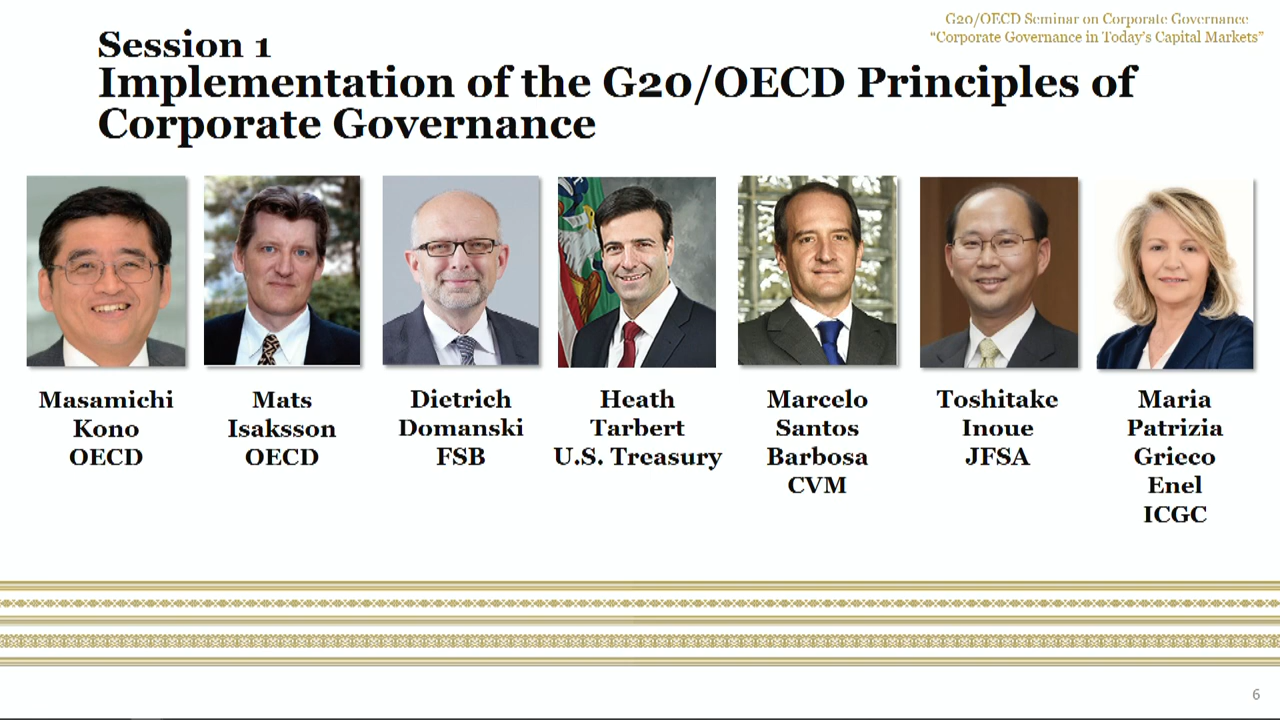 G20/OECD Seminar on Corporate Governance
“Corporate Governance in Today’s Capital Markets”
Session 1
Implementation of the G20/OECD Principles of
Corporate Governance
Masamichi
Kono
OECD
Mats
Isaksson
OECD
Dietrich
Domanski
FSB
Heath
Tarbert
U.S. Treasury
Marcelo
Santos
Barbosa
CVM
Toshitake
Inoue
JFSA
Maria
Patrizia
Grieco
Enel
ICGC
6